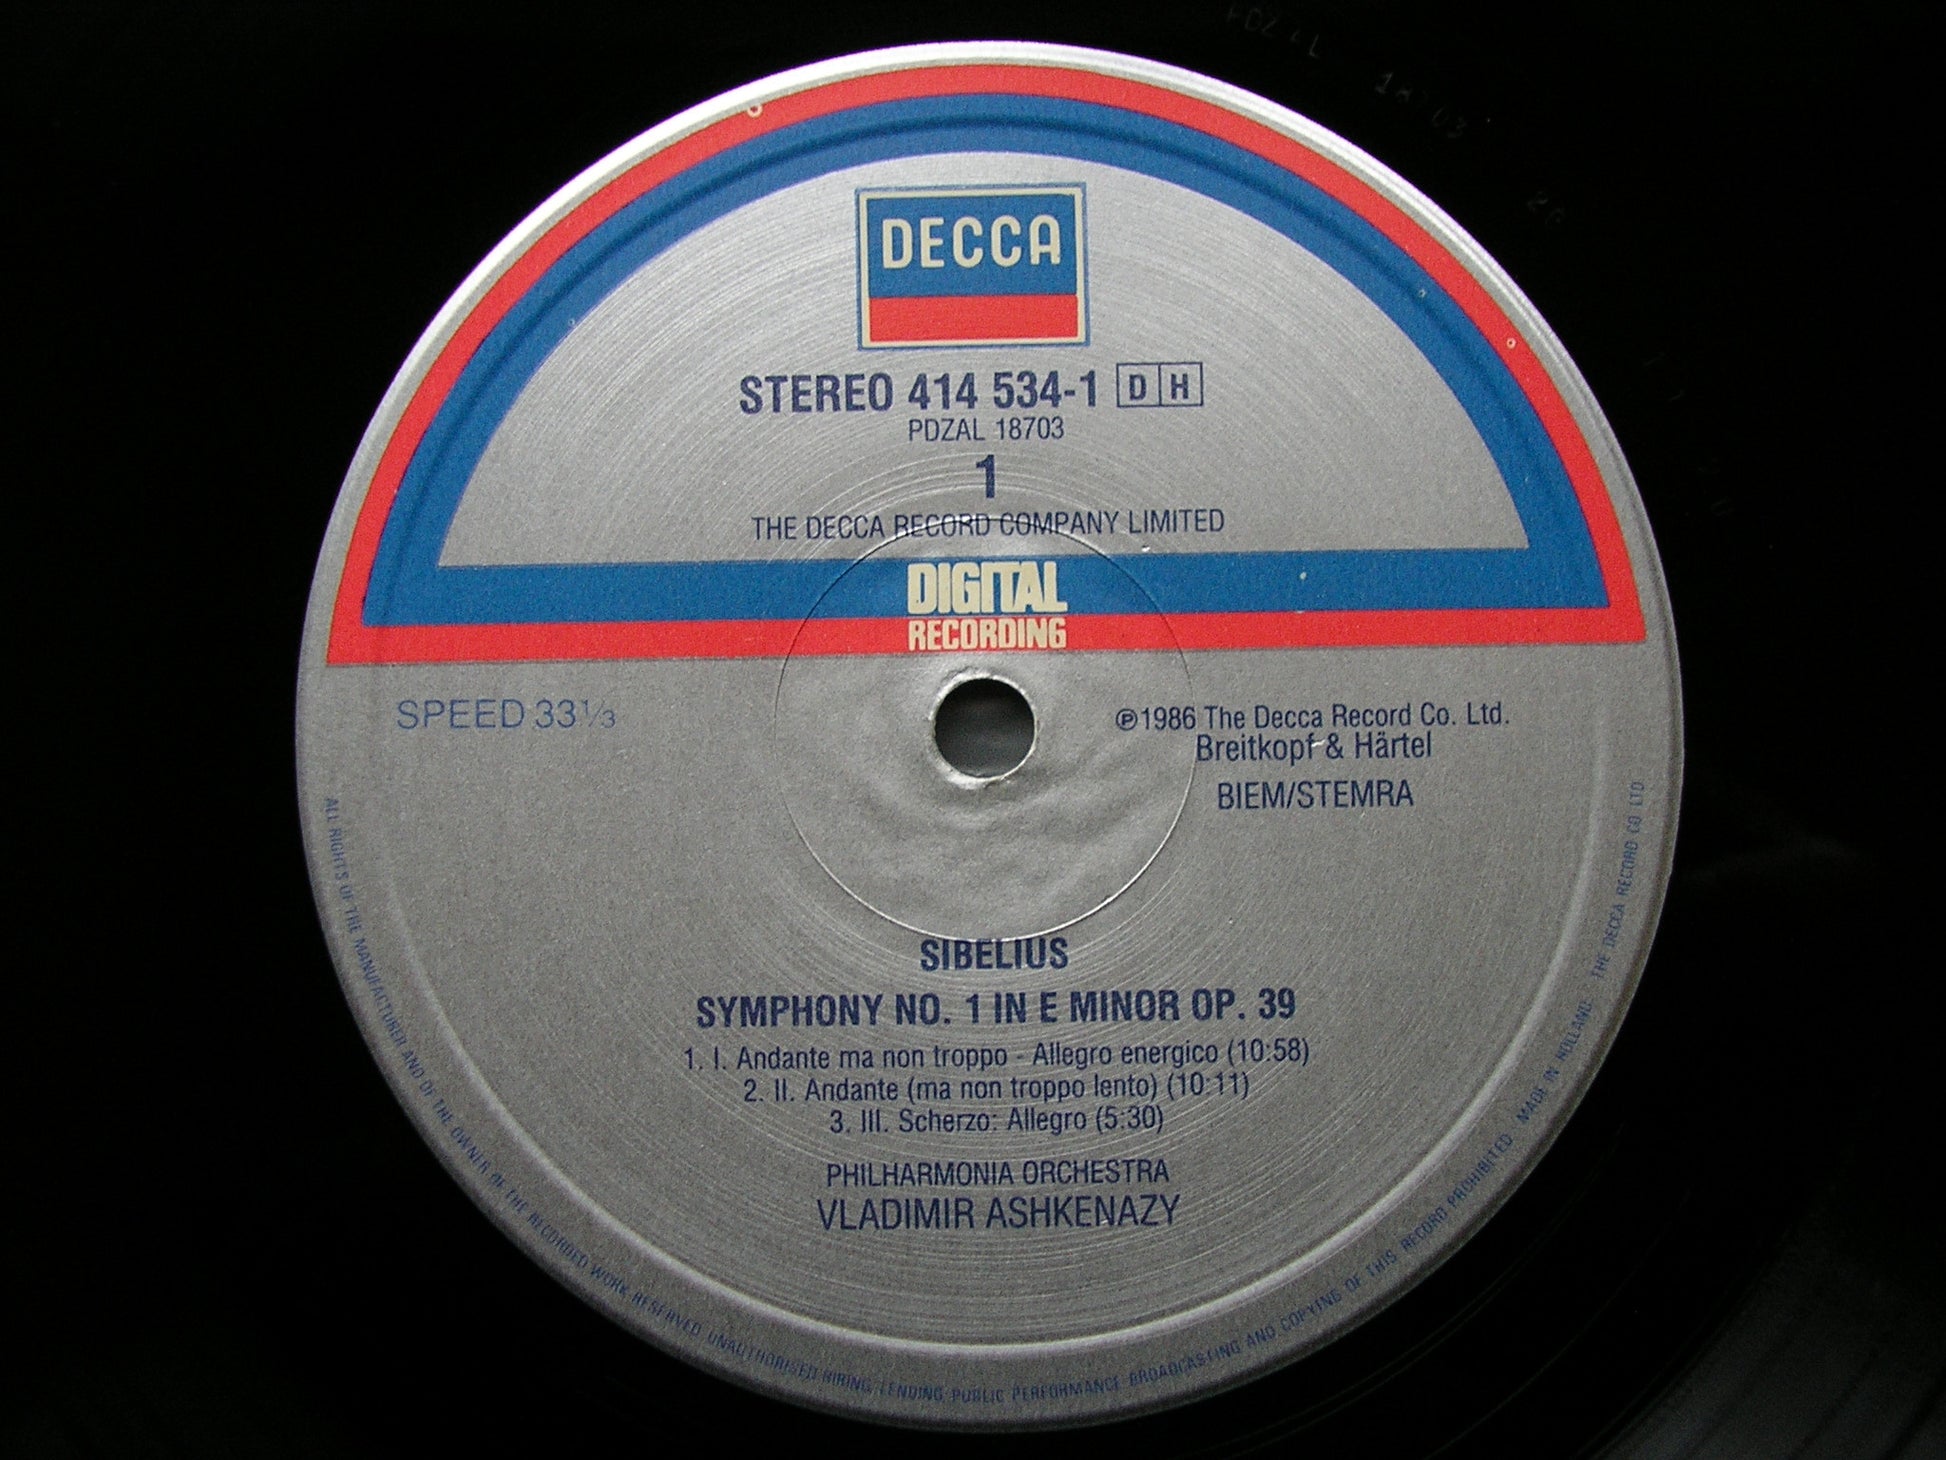 DECCA
STEREO 414 534-1 D H
PDZAL 18703
1
THE DECCA RECORD COMPANY LIMITED
DIGITAL
RECORDING
SPEED 33⅓
℗1986 The Decca Record Co. Ltd.
Breitkopf & Härtel
BIEM/STEMRA
SIBELIUS
SYMPHONY NO. 1 IN E MINOR OP. 39
1. I. Andante ma non troppo - Allegro energico (10:58)
2. II. Andante (ma non troppo lento) (10:11)
3. III. Scherzo: Allegro (5:30)
PHILHARMONIA ORCHESTRA
VLADIMIR ASHKENAZY
ALL RIGHTS OF THE MANUFACTURER AND OF THE OWNER OF THE RECORDED WORK RESERVED. UNAUTHORISED HIRING, LENDING, PUBLIC PERFORMANCE, BROADCASTING AND COPYING OF THIS RECORD PROHIBITED. MADE IN HOLLAND. THE DECCA RECORD CO LTD